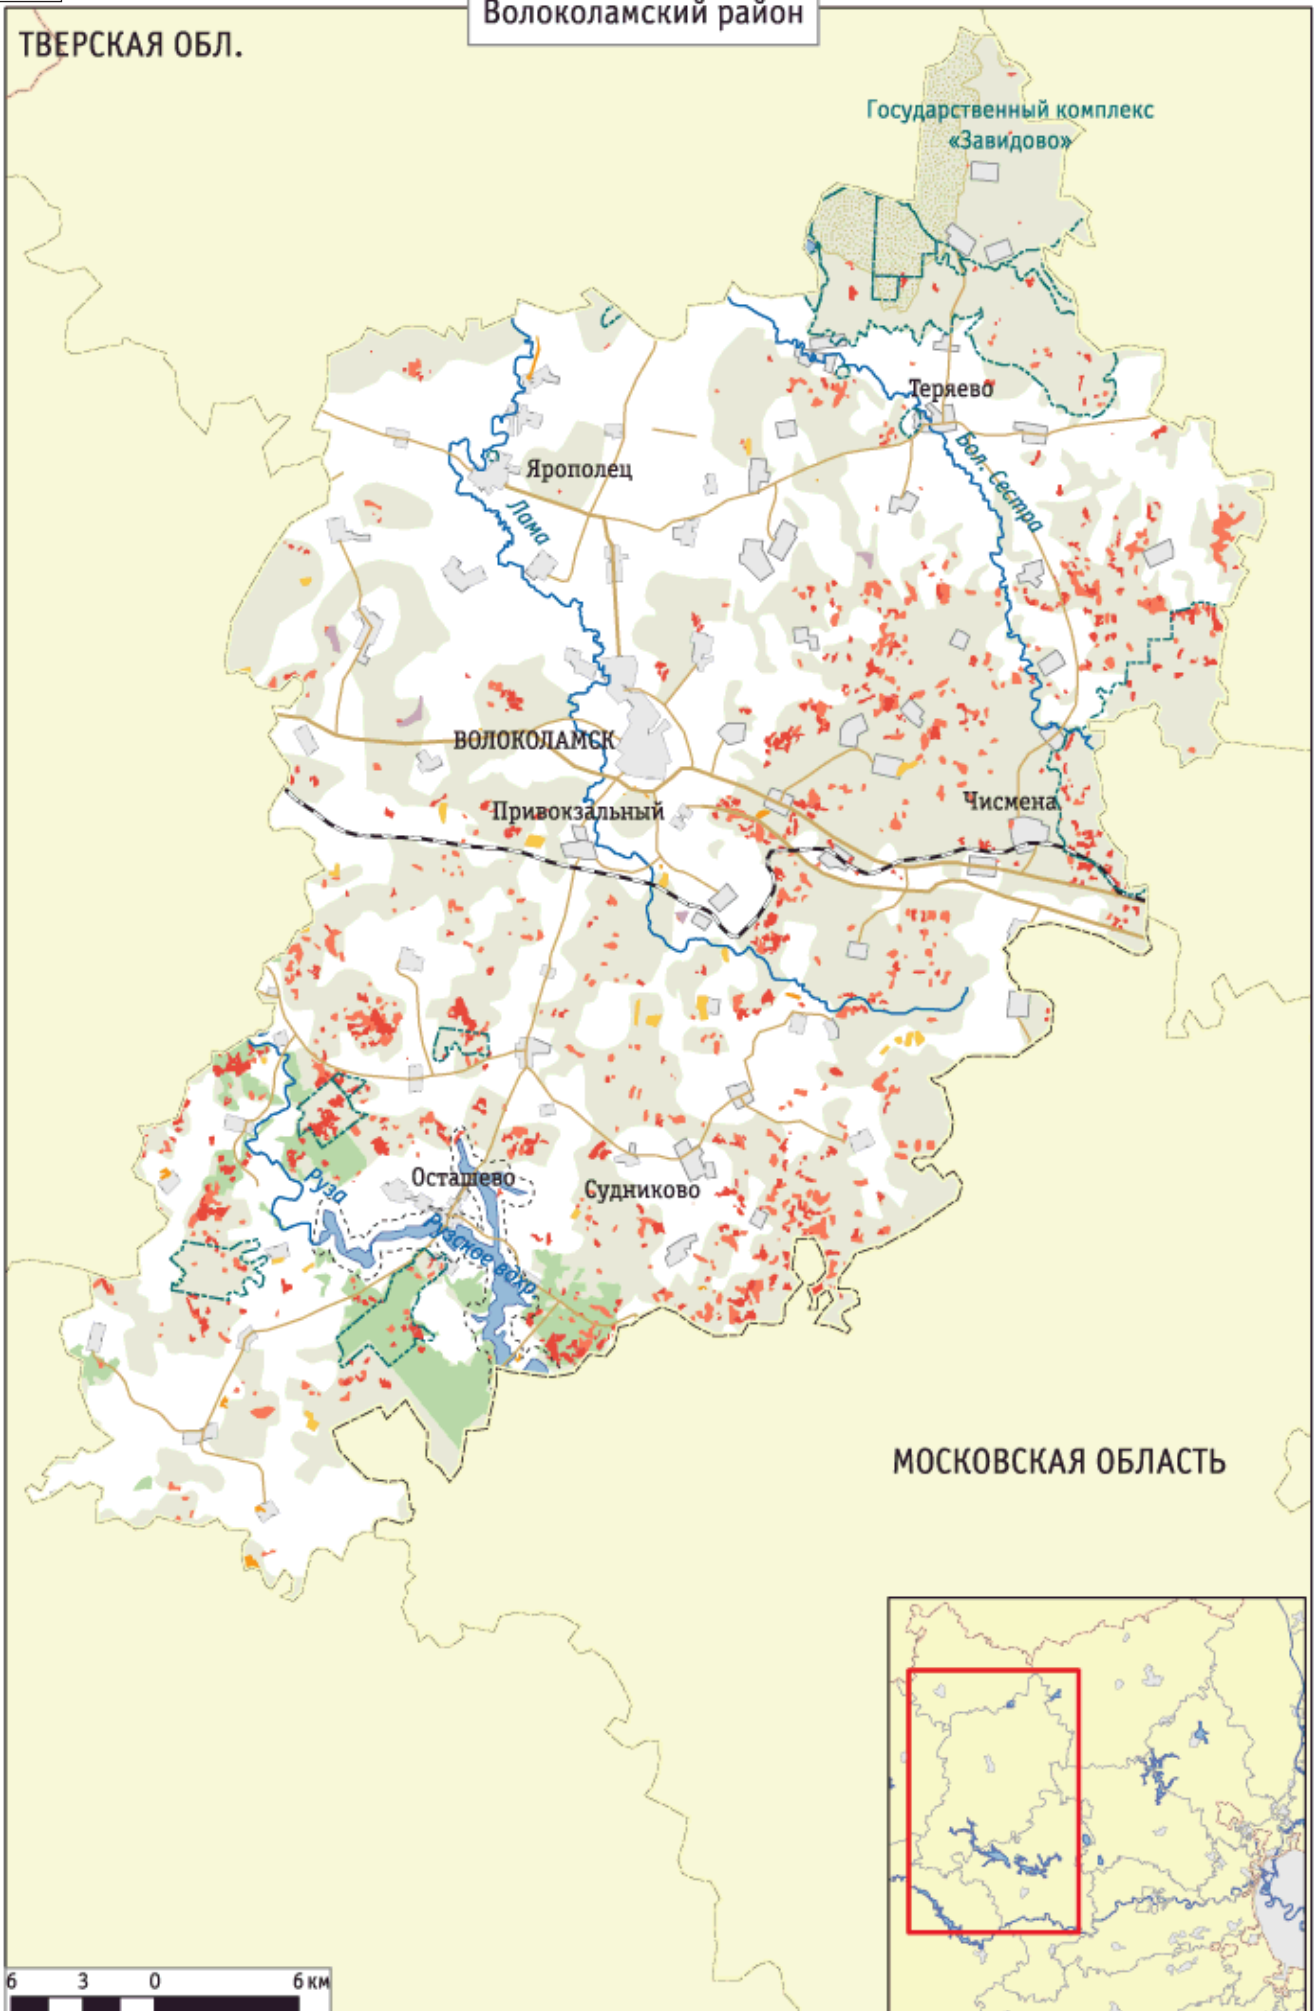 Волоколамский район
ТВЕРСКАЯ ОБЛ.
Государственный комплекс
«Завидово»
Теряево
Бол. Сестра
Ярополец
Лама
ВОЛОКОЛАМСК
Привокзальный
Чисмена
Осташево
Руза
Судниково
Рузское вдхр.
МОСКОВСКАЯ ОБЛАСТЬ
6 3 0 6 км